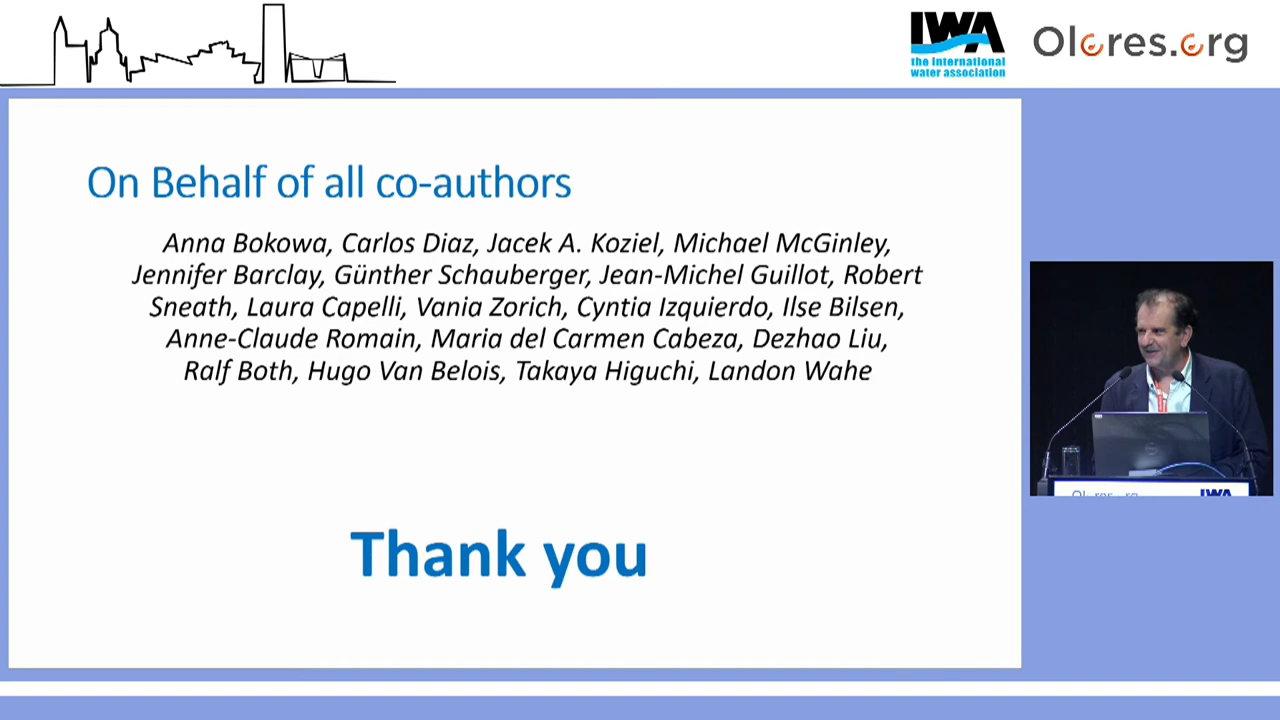 IWA
the international
water association
Olores.org
On Behalf of all co-authors
Anna Bokowa, Carlos Diaz, Jacek A. Koziel, Michael McGinley,
Jennifer Barclay, Günther Schauberger, Jean-Michel Guillot, Robert
Sneath, Laura Capelli, Vania Zorich, Cyntia Izquierdo, Ilse Bilsen,
Anne-Claude Romain, Maria del Carmen Cabeza, Dezhao Liu,
Ralf Both, Hugo Van Belois, Takaya Higuchi, Landon Wahe
Thank you
IWA